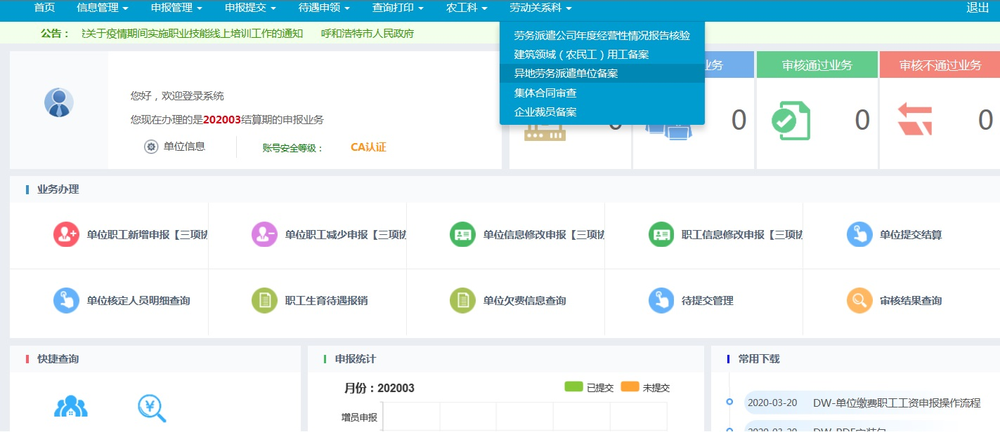 首页 信息管理 申报管理 申报提交 待遇申领 查询打印 农工科 劳动关系科 退出
公告： 关于疫情期间实施职业技能线上培训工作的通知 呼和浩特市人民政府
劳务派遣公司年度经营性情况报告核验
建筑领域（农民工）用工备案
异地劳务派遣单位备案
集体合同审查
企业裁员备案
业务 审核通过业务 审核不通过业务
您好，欢迎登录系统
您现在办理的是202003结算期的申报业务
单位信息 账号安全等级： CA认证
0 0 0 0
业务办理
单位职工新增申报【三项协 单位职工减少申报【三项协 单位信息修改申报【三项协 职工信息修改申报【三项协 单位提交结算
单位核定人员明细查询 职工生育待遇报销 单位欠费信息查询 待提交管理 审核结果查询
快捷查询 申报统计 常用下载
月份：202003 已提交 未提交
2020-03-20 DW-单位缴费职工工资申报操作流程
增员申报
2020-03-20 DW-PDF安装包